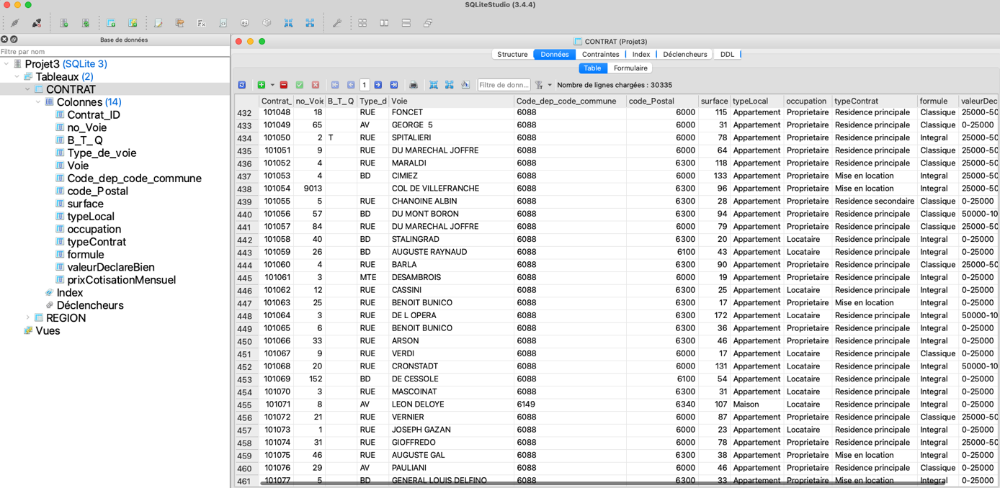 SQLiteStudio (3.4.4)
Base de données
Filtre par nom
Projet3 (SQLite 3)
Tableaux (2)
CONTRAT
Colonnes (14)
Contrat_ID
no_Voie
B_T_Q
Type_de_voie
Voie
Code_dep_code_commune
code_Postal
surface
typeLocal
occupation
typeContrat
formule
valeurDeclareBien
prixCotisationMensuel
Index
Déclencheurs
REGION
Vues
CONTRAT (Projet3)
Structure Données Contraintes Index Déclencheurs DDL
Table Formulaire
1 Filtre de donn... Nombre de lignes chargées : 30335
Contrat_ no_Voie B_T_Q Type_d Voie Code_dep_code_commune code_Postal surface typeLocal occupation typeContrat formule valeurDec
432 101048 18 RUE FONCET 6088 6000 115 Appartement Proprietaire Residence principale Classique 25000-50
433 101049 65 AV GEORGE 5 6088 6000 31 Appartement Proprietaire Residence principale Classique 0-25000
434 101050 2 T RUE SPITALIERI 6088 6000 78 Appartement Proprietaire Residence principale Integral 25000-50
435 101051 9 RUE DU MARECHAL JOFFRE 6088 6000 64 Appartement Proprietaire Residence principale Classique 25000-50
436 101052 4 RUE MARALDI 6088 6300 118 Appartement Proprietaire Residence principale Classique 25000-50
437 101053 4 BD CIMIEZ 6088 6000 133 Appartement Proprietaire Mise en location Integral 25000-50
438 101054 9013 COL DE VILLEFRANCHE 6088 6300 96 Appartement Proprietaire Mise en location Integral 25000-50
439 101055 5 RUE CHANOINE ALBIN 6088 6300 28 Appartement Proprietaire Residence secondaire Classique 0-25000
440 101056 57 BD DU MONT BORON 6088 6300 94 Appartement Proprietaire Residence principale Classique 50000-10
441 101057 84 RUE DU MARECHAL JOFFRE 6088 6000 79 Appartement Proprietaire Residence principale Classique 25000-50
442 101058 40 BD STALINGRAD 6088 6300 20 Appartement Locataire Residence principale Integral 0-25000
443 101059 26 BD AUGUSTE RAYNAUD 6088 6100 43 Appartement Locataire Residence principale Integral 0-25000
444 101060 4 RUE BARLA 6088 6300 90 Appartement Proprietaire Residence principale Classique 25000-50
445 101061 3 MTE DESAMBROIS 6088 6000 19 Appartement Proprietaire Residence principale Integral 0-25000
446 101062 12 RUE CASSINI 6088 6300 25 Appartement Locataire Residence principale Integral 0-25000
447 101063 25 RUE BENOIT BUNICO 6088 6300 17 Appartement Proprietaire Mise en location Integral 0-25000
448 101064 3 RUE DE L OPERA 6088 6300 172 Appartement Locataire Residence principale Integral 50000-10
449 101065 6 RUE BENOIT BUNICO 6088 6300 36 Appartement Proprietaire Residence principale Integral 0-25000
450 101066 33 RUE ARSON 6088 6300 46 Appartement Proprietaire Residence principale Integral 0-25000
451 101067 9 RUE VERDI 6088 6000 17 Appartement Locataire Residence principale Classique 0-25000
452 101068 20 RUE CRONSTADT 6088 6000 131 Appartement Locataire Residence principale Integral 50000-10
453 101069 152 BD DE CESSOLE 6088 6100 54 Appartement Locataire Residence principale Integral 0-25000
454 101070 3 RUE MASCOINAT 6088 6300 31 Appartement Locataire Residence principale Integral 0-25000
455 101071 8 AV LEON DELOYE 6149 6340 107 Maison Locataire Residence principale Integral 0-25000
456 101072 21 RUE VERNIER 6088 6000 87 Appartement Proprietaire Residence principale Classique 25000-50
457 101073 1 RUE JOSEPH GAZAN 6088 6000 23 Appartement Locataire Residence principale Integral 0-25000
458 101074 31 RUE GIOFFREDO 6088 6000 78 Appartement Proprietaire Residence principale Integral 25000-50
459 101075 46 RUE AUGUSTE GAL 6088 6300 38 Appartement Proprietaire Mise en location Integral 0-25000
460 101076 29 AV PAULIANI 6088 6000 46 Appartement Proprietaire Residence principale Classique 0-25000
461 101077 5 BD GENERAL LOUIS DELFINO 6088 6300 33 Appartement Proprietaire Mise en location Integral 0-25000